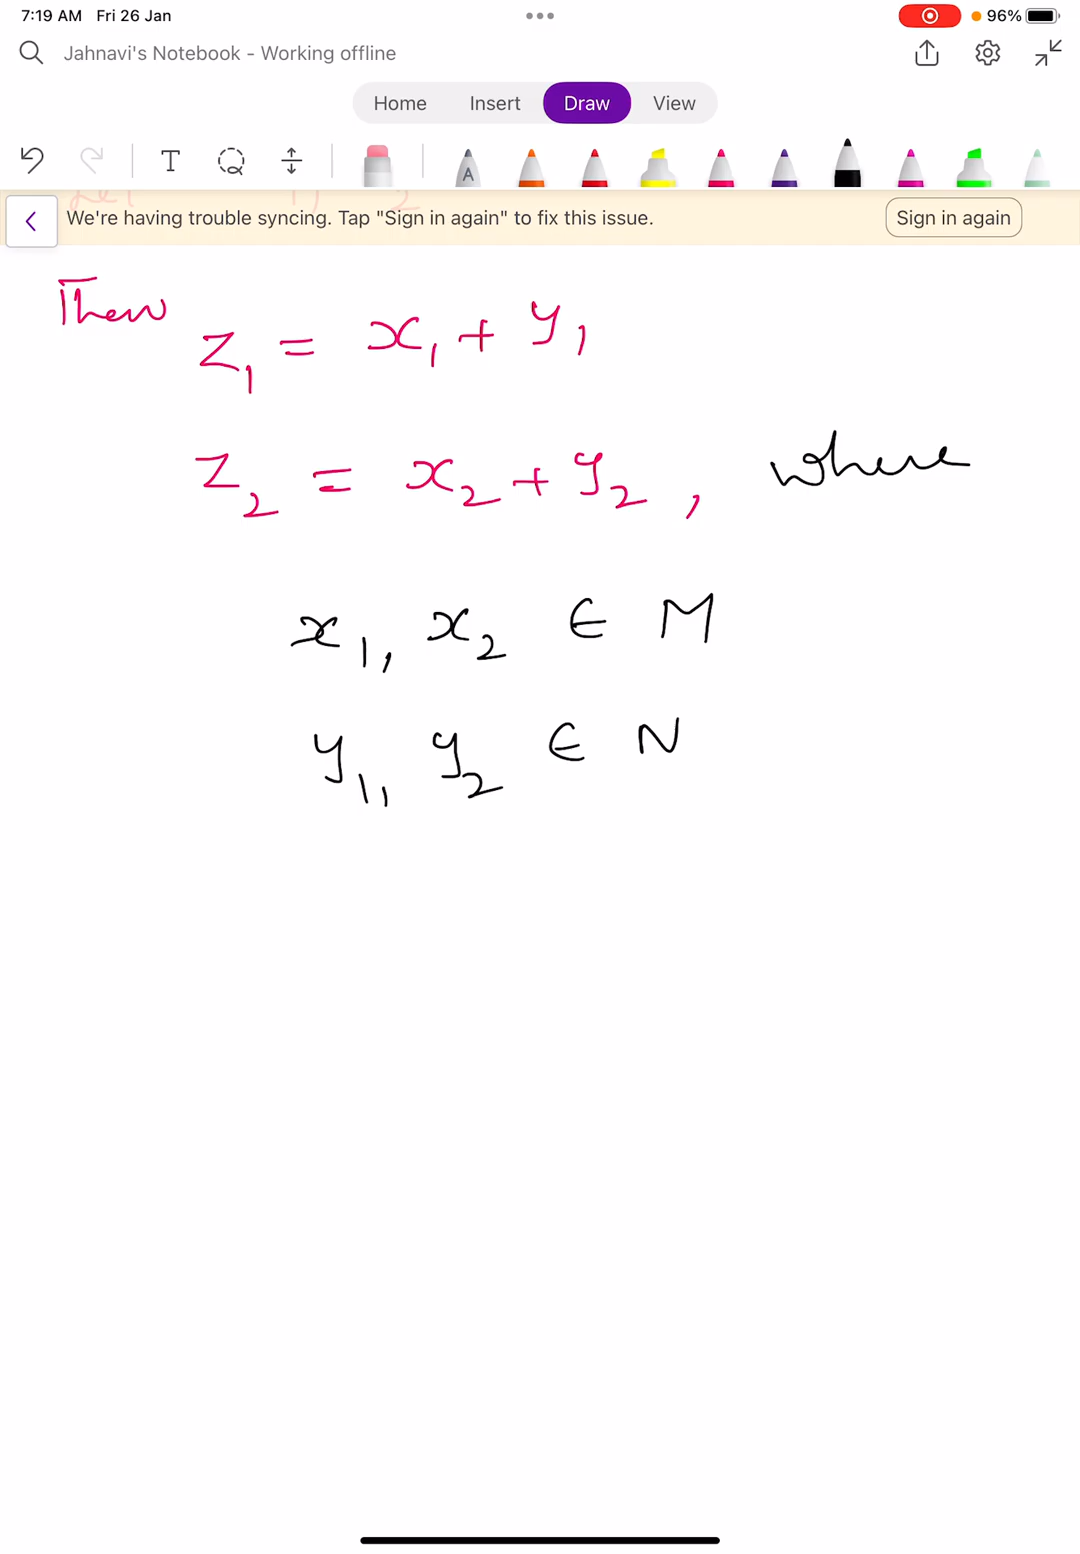 7:19 AM Fri 26 Jan 96%
Jahnavi's Notebook - Working offline
Home Insert Draw View
T A
We're having trouble syncing. Tap "Sign in again" to fix this issue. Sign in again
Then
z₁ = x₁ + y₁
z₂ = x₂ + y₂ , where
x₁, x₂ ∈ M
y₁, y₂ ∈ N